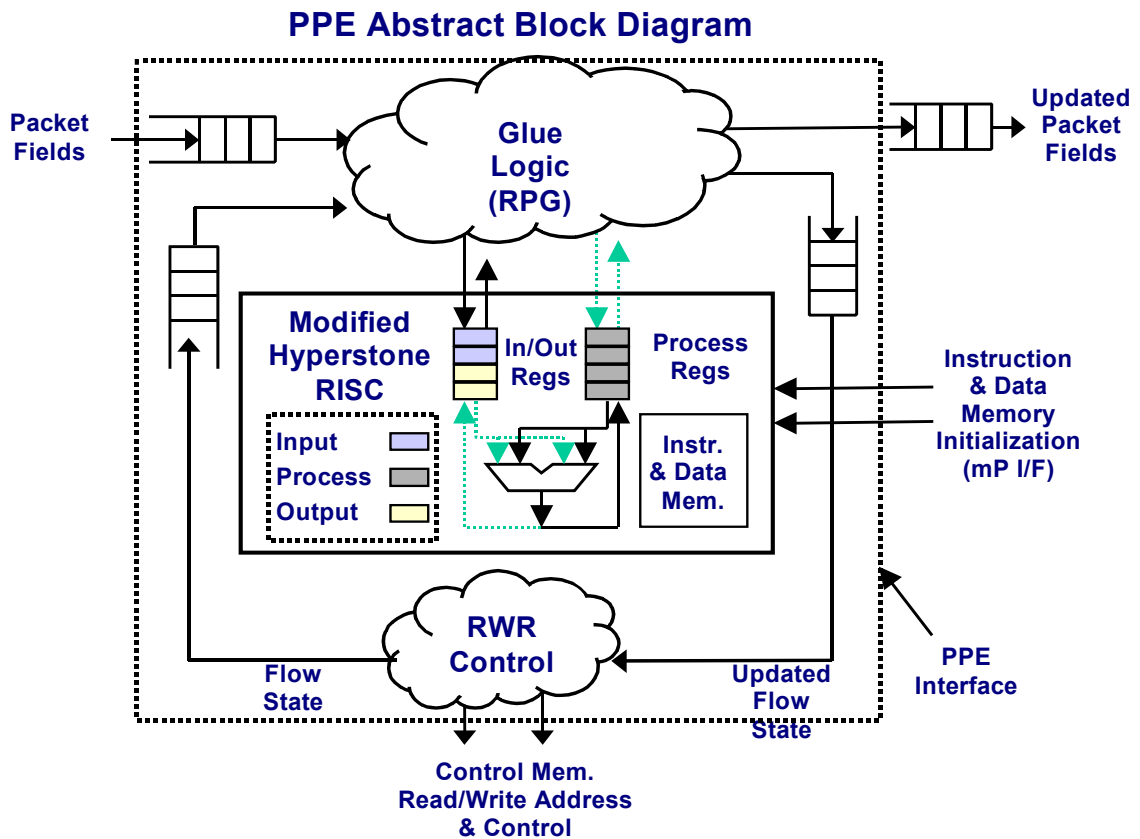 PPE Abstract Block Diagram
Packet
Fields
Glue
Logic
(RPG)
Updated
Packet
Fields
Modified
Hyperstone
RISC
In/Out
Regs
Process
Regs
Input
Process
Output
Instr.
& Data
Mem.
Instruction
& Data
Memory
Initialization
(mP I/F)
RWR
Control
Flow
State
Updated
Flow
State
PPE
Interface
Control Mem.
Read/Write Address
& Control